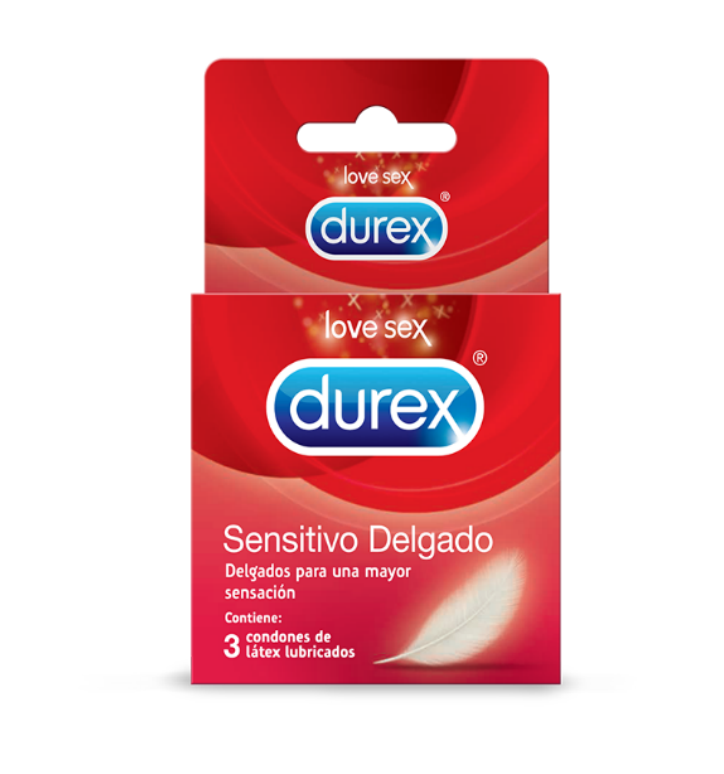 love sex
durex®
love sex
durex®
Sensitivo Delgado
Delgados para una mayor
sensación
Contiene:
3 condones de
látex lubricados